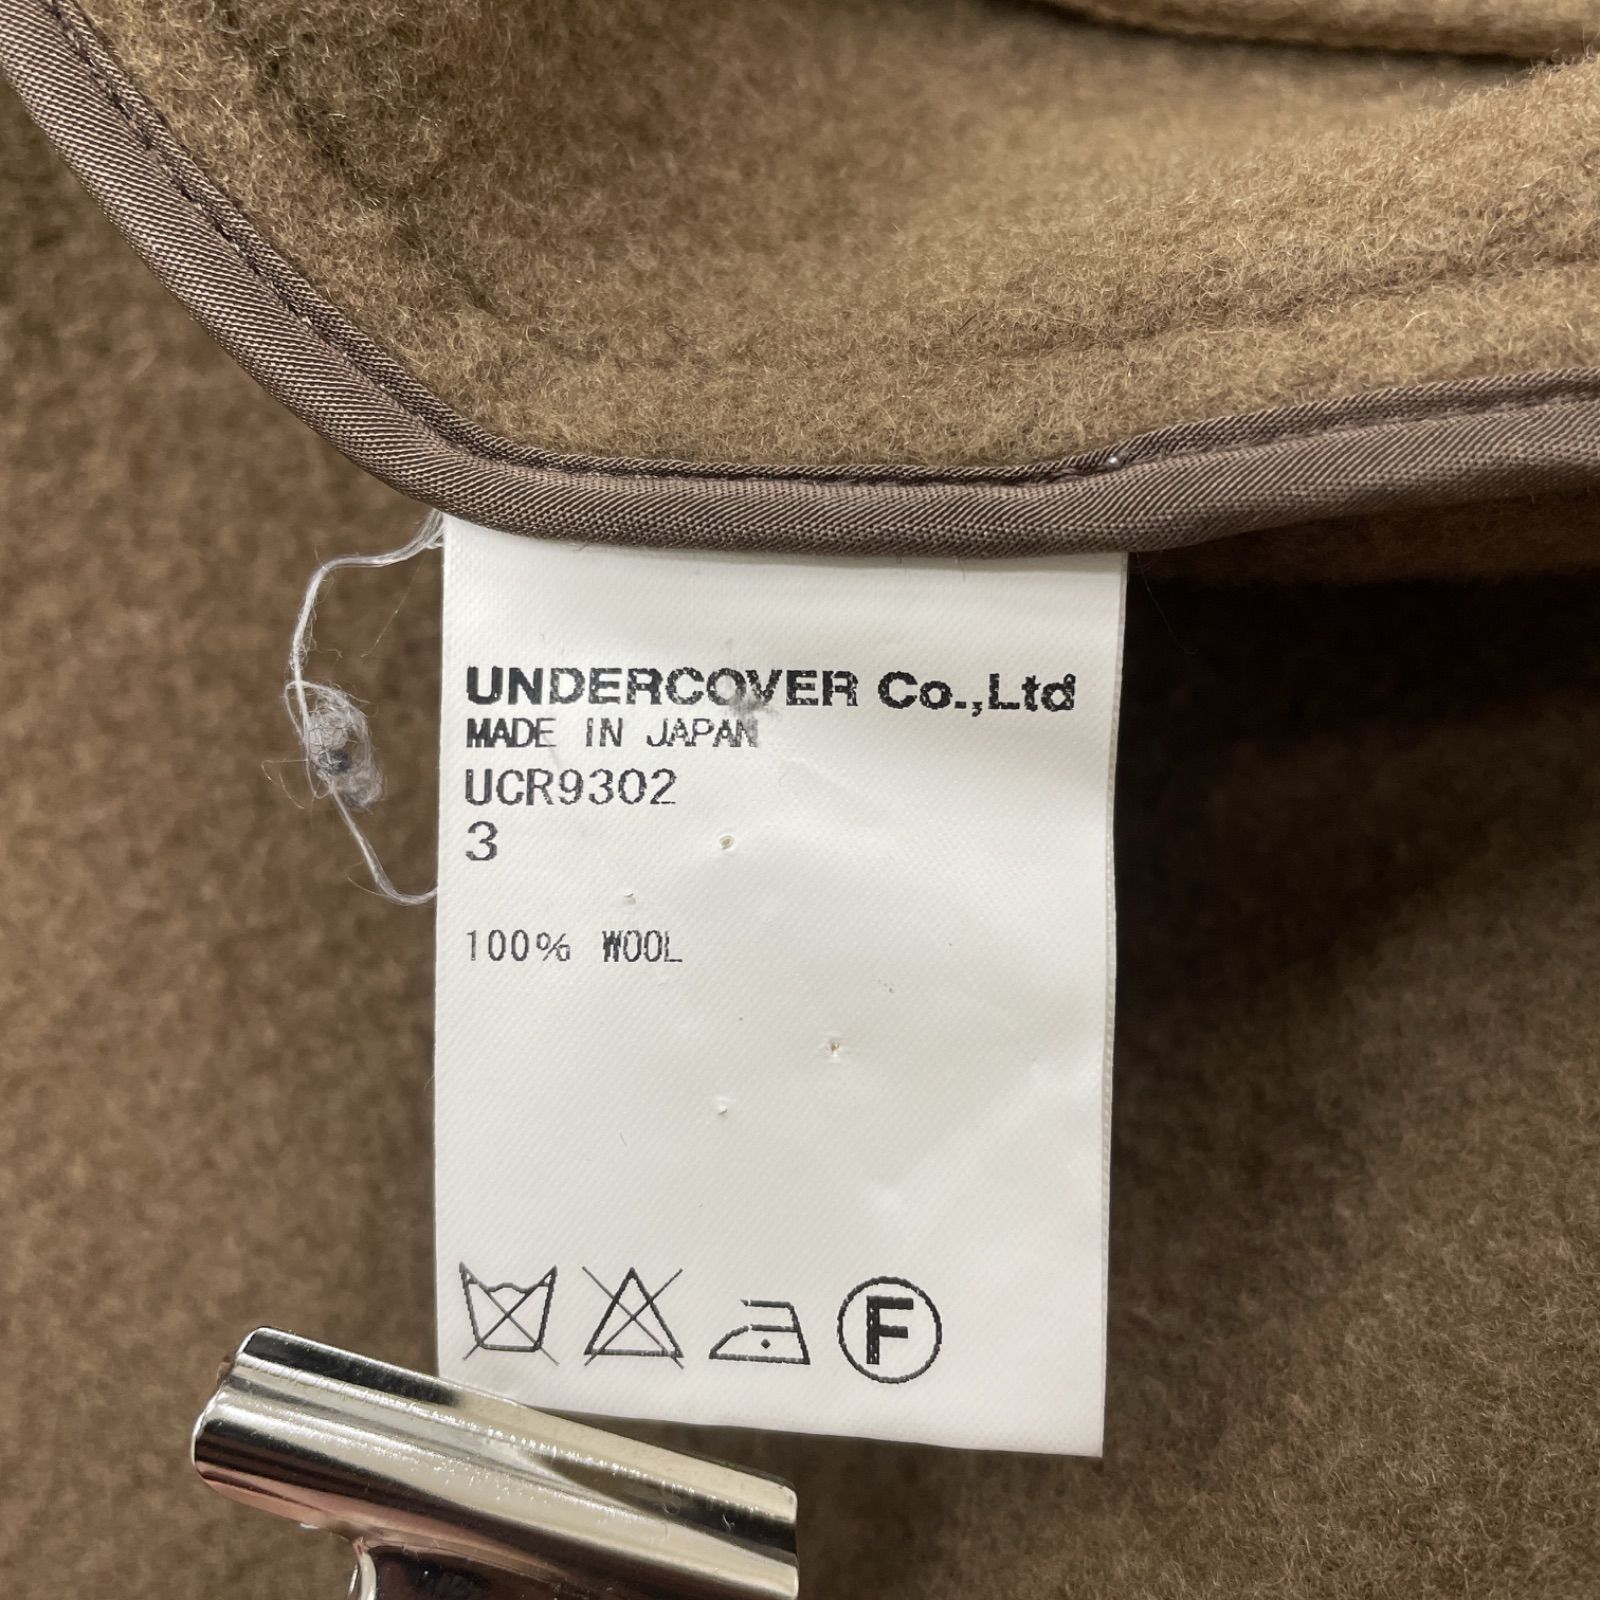 UNDERCOVER Co.,Ltd
MADE IN JAPAN
UCR9302
3
100% WOOL
F